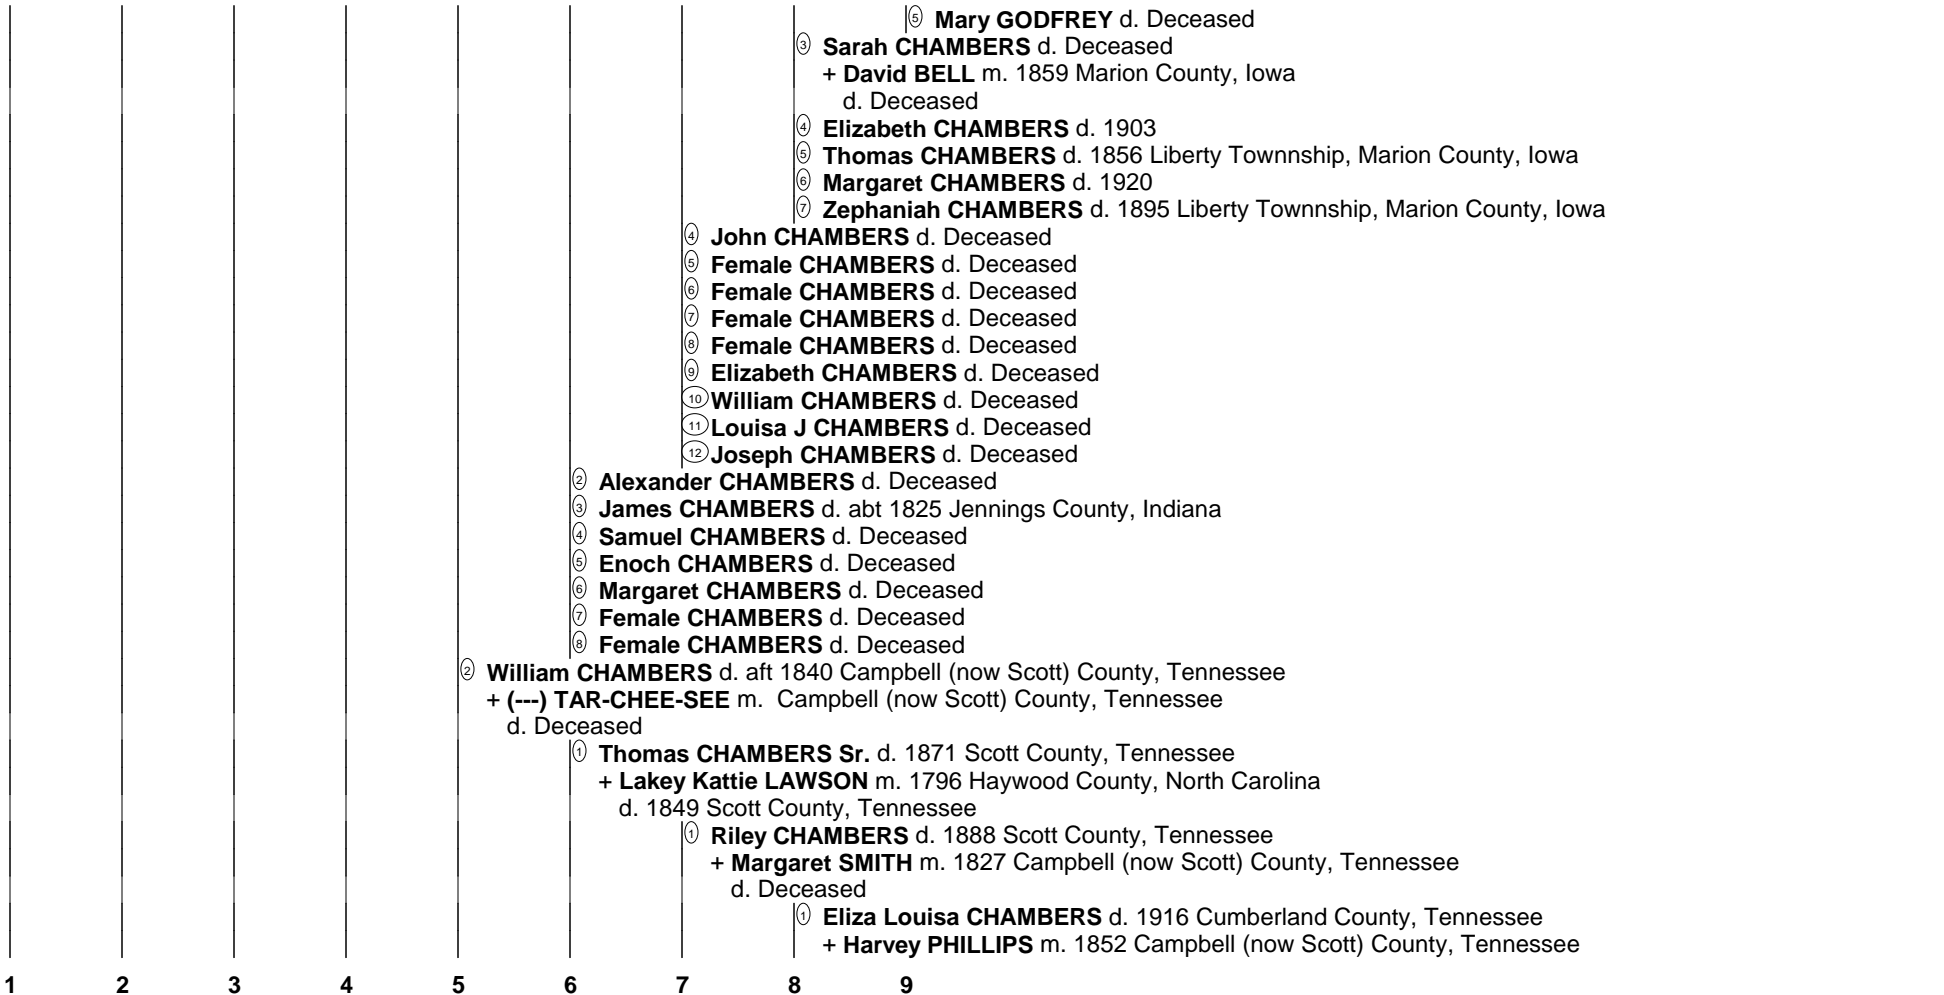 5 Mary GODFREY d. Deceased
3 Sarah CHAMBERS d. Deceased
+ David BELL m. 1859 Marion County, Iowa
d. Deceased
4 Elizabeth CHAMBERS d. 1903
5 Thomas CHAMBERS d. 1856 Liberty Townnship, Marion County, Iowa
6 Margaret CHAMBERS d. 1920
7 Zephaniah CHAMBERS d. 1895 Liberty Townnship, Marion County, Iowa
4 John CHAMBERS d. Deceased
5 Female CHAMBERS d. Deceased
6 Female CHAMBERS d. Deceased
7 Female CHAMBERS d. Deceased
8 Female CHAMBERS d. Deceased
9 Elizabeth CHAMBERS d. Deceased
10 William CHAMBERS d. Deceased
11 Louisa J CHAMBERS d. Deceased
12 Joseph CHAMBERS d. Deceased
2 Alexander CHAMBERS d. Deceased
3 James CHAMBERS d. abt 1825 Jennings County, Indiana
4 Samuel CHAMBERS d. Deceased
5 Enoch CHAMBERS d. Deceased
6 Margaret CHAMBERS d. Deceased
7 Female CHAMBERS d. Deceased
8 Female CHAMBERS d. Deceased
2 William CHAMBERS d. aft 1840 Campbell (now Scott) County, Tennessee
+ (---) TAR-CHEE-SEE m. Campbell (now Scott) County, Tennessee
d. Deceased
1 Thomas CHAMBERS Sr. d. 1871 Scott County, Tennessee
+ Lakey Kattie LAWSON m. 1796 Haywood County, North Carolina
d. 1849 Scott County, Tennessee
1 Riley CHAMBERS d. 1888 Scott County, Tennessee
+ Margaret SMITH m. 1827 Campbell (now Scott) County, Tennessee
d. Deceased
1 Eliza Louisa CHAMBERS d. 1916 Cumberland County, Tennessee
+ Harvey PHILLIPS m. 1852 Campbell (now Scott) County, Tennessee
1 2 3 4 5 6 7 8 9